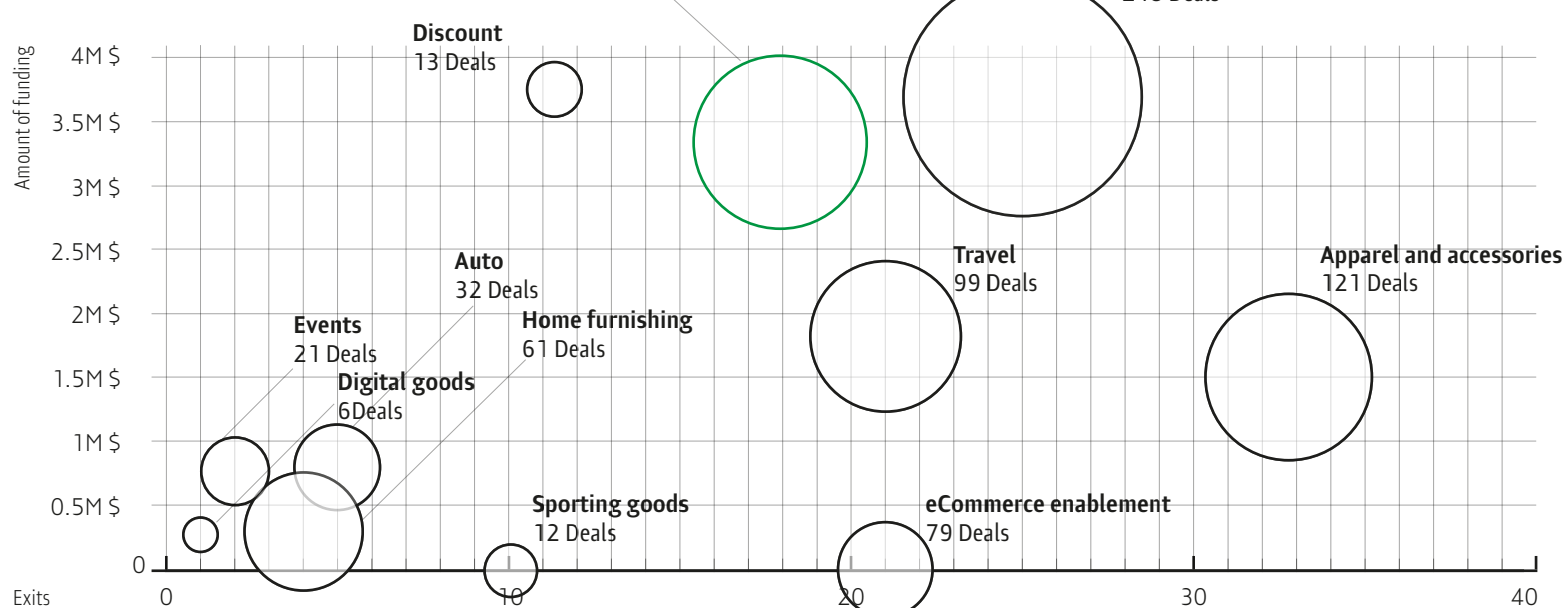 Discount
13 Deals
Amount of funding
4M $
3.5M $
3M $
2.5M $
2M $
1.5M $
1M $
0.5M $
0
Travel
99 Deals
Apparel and accessories
121 Deals
Auto
32 Deals
Home furnishing
61 Deals
Events
21 Deals
Digital goods
6Deals
Sporting goods
12 Deals
eCommerce enablement
79 Deals
Exits
0
10
20
30
40